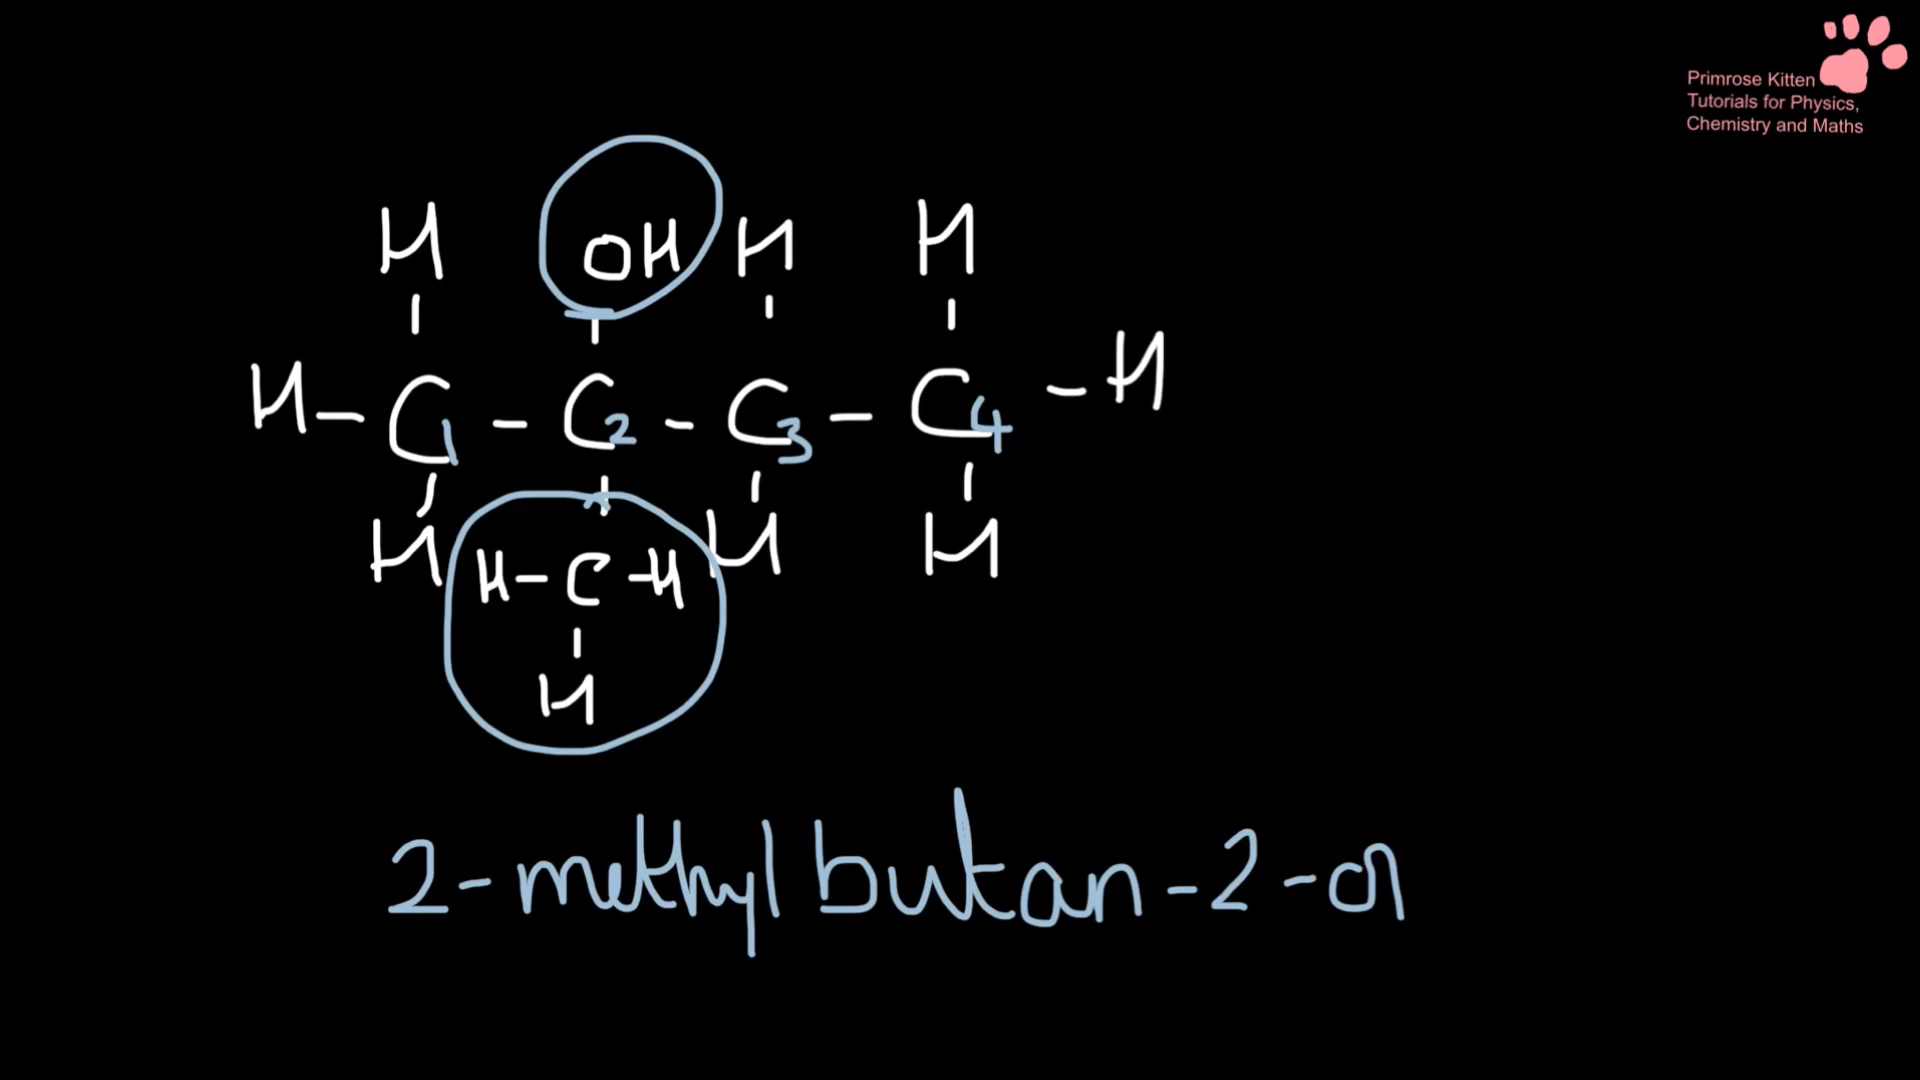 Primrose Kitten
Tutorials for Physics,
Chemistry and Maths
H OH H H
H - C1 - C2 - C3 - C4 - H
H H - C - H H H
H
2-methylbutan-2-ol